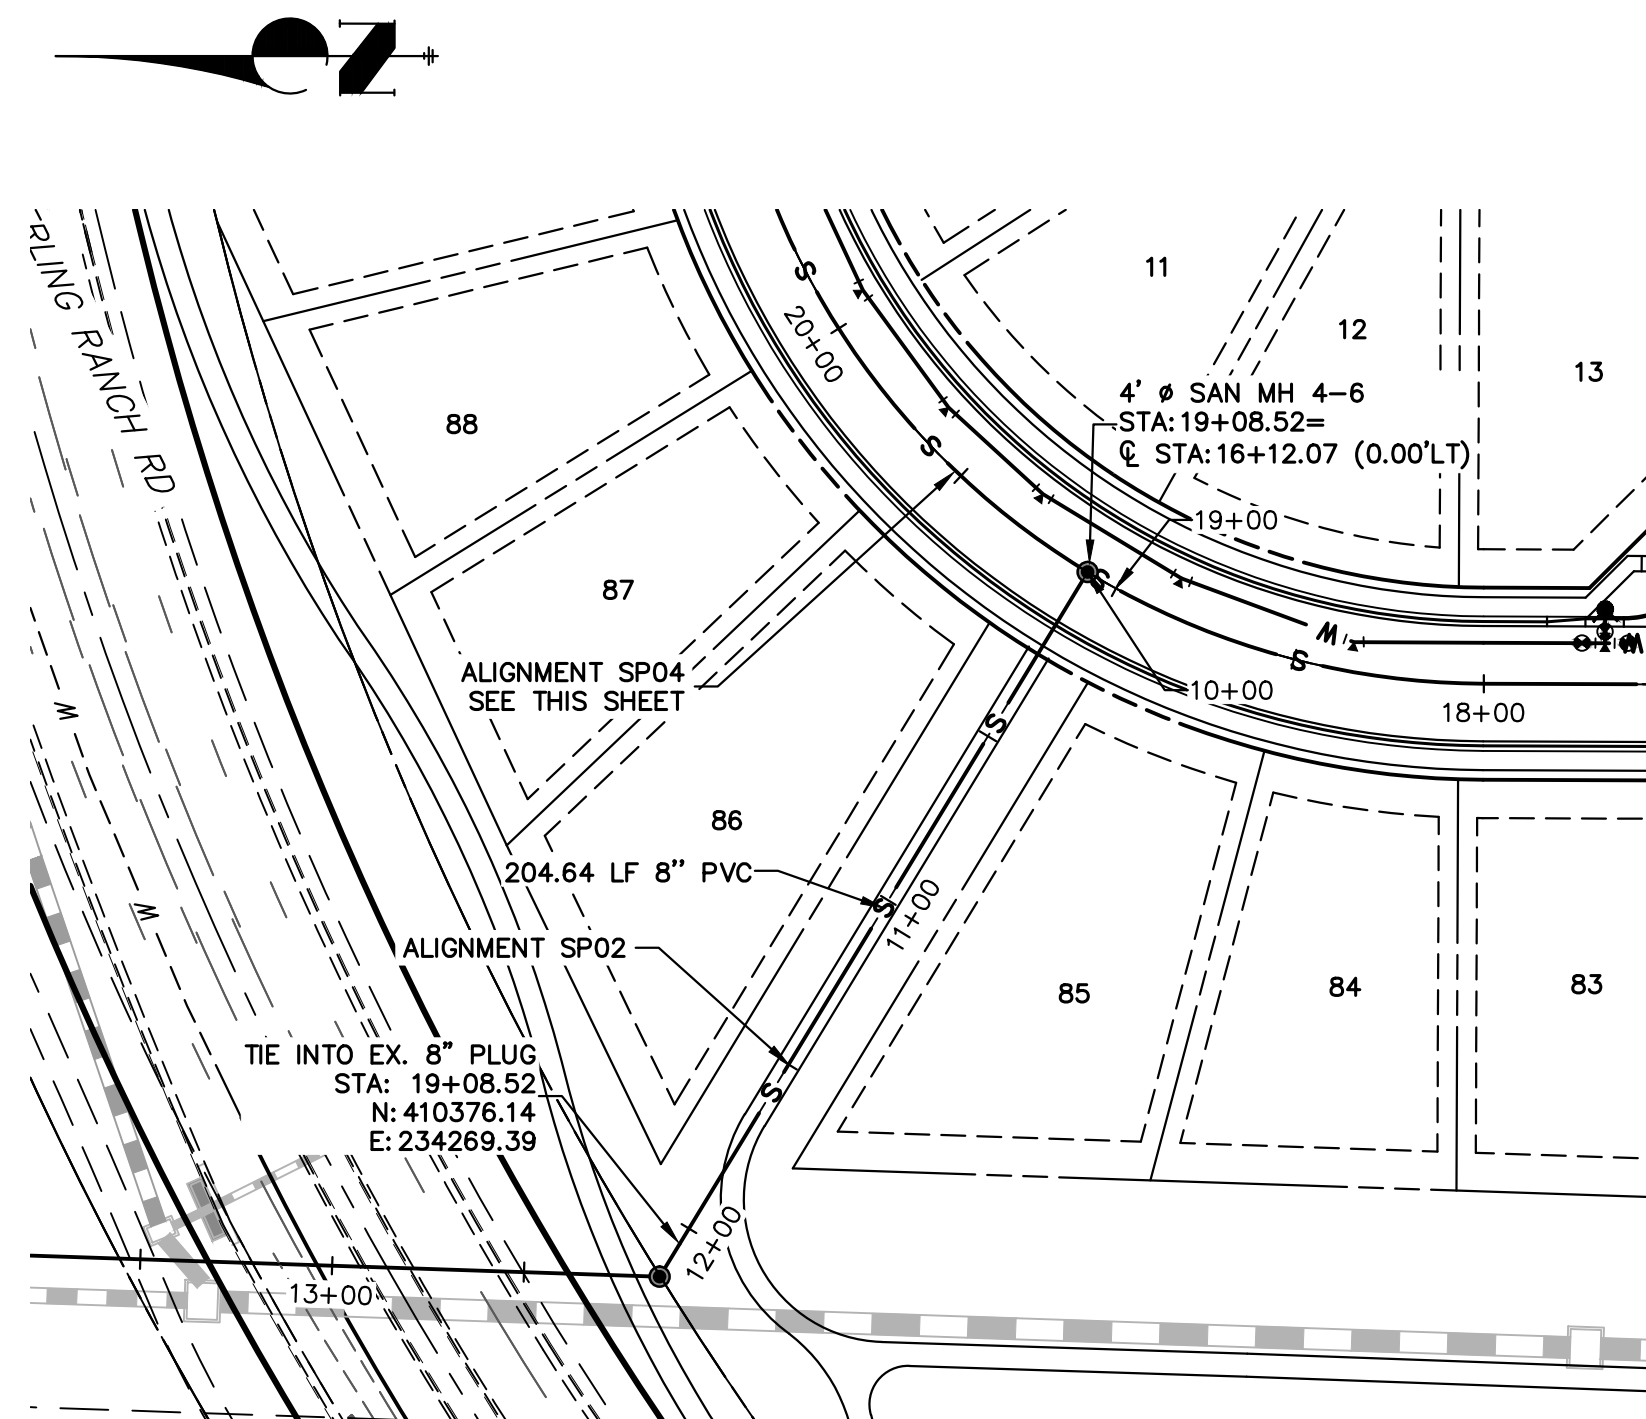 N
RLING RANCH RD
11
12
13
20+00
88
4' ø SAN MH 4-6
STA:19+08.52=
℄ STA:16+12.07 (0.00'LT)
19+00
87
S
S
S
S
W
W
ALIGNMENT SP04
SEE THIS SHEET
10+00
18+00
S
W
W
86
204.64 LF 8" PVC
S
11+00
ALIGNMENT SP02
85
84
83
TIE INTO EX. 8" PLUG
STA: 19+08.52
N:410376.14
E:234269.39
S
12+00
13+00